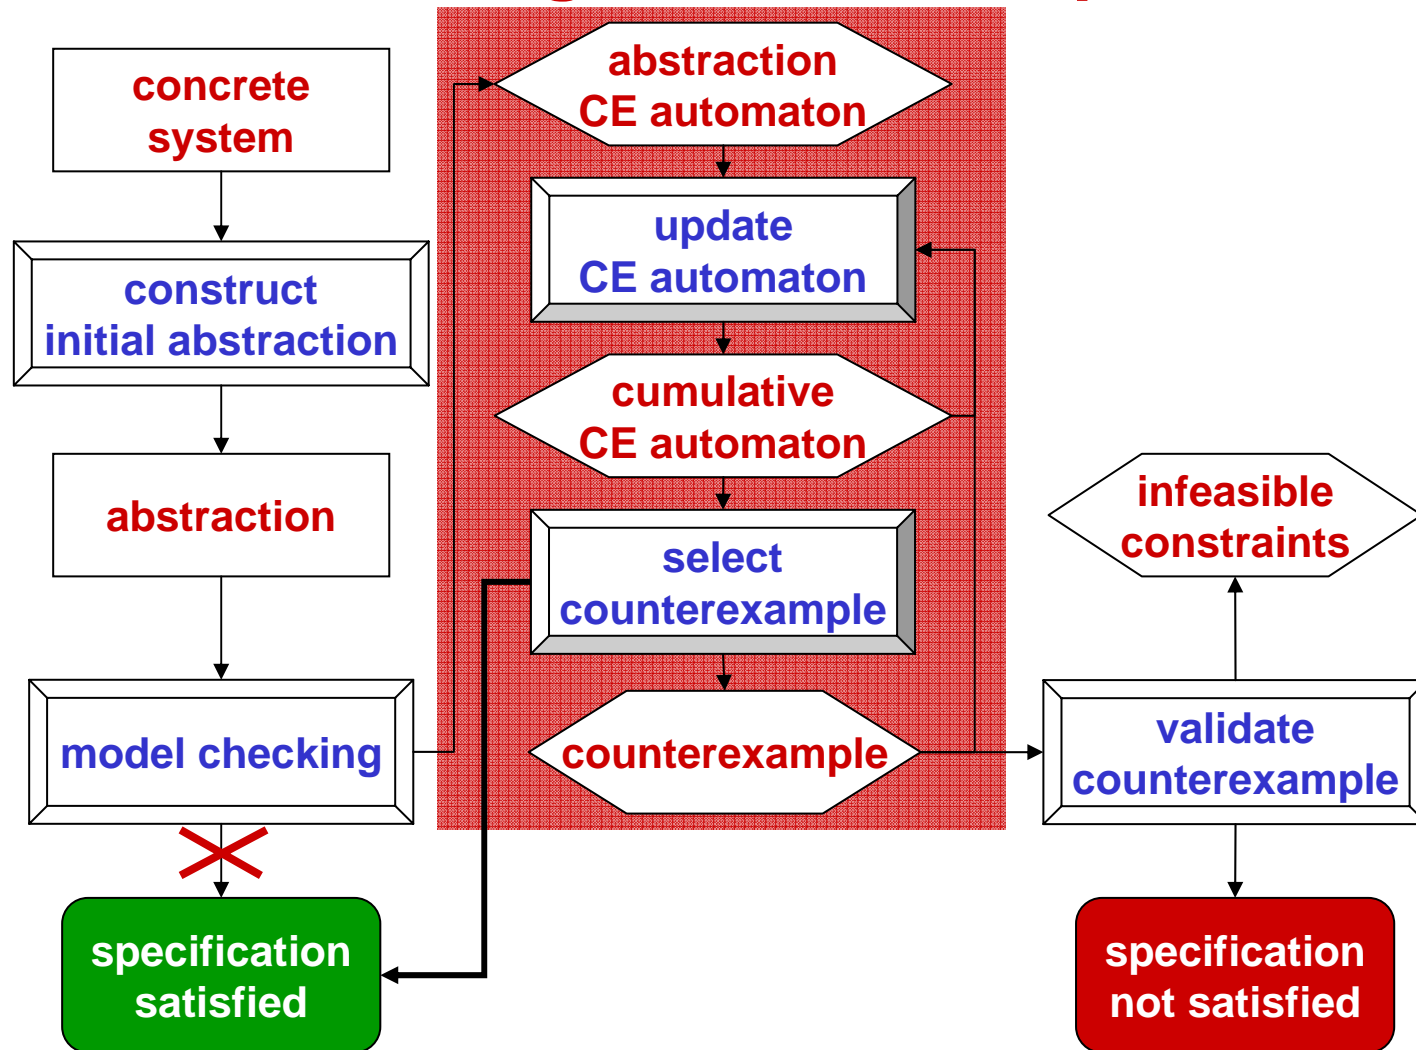 concrete
system
construct
initial abstraction
abstraction
model checking
specification
satisfied
abstraction
CE automaton
update
CE automaton
cumulative
CE automaton
select
counterexample
counterexample
infeasible
constraints
validate
counterexample
specification
not satisfied